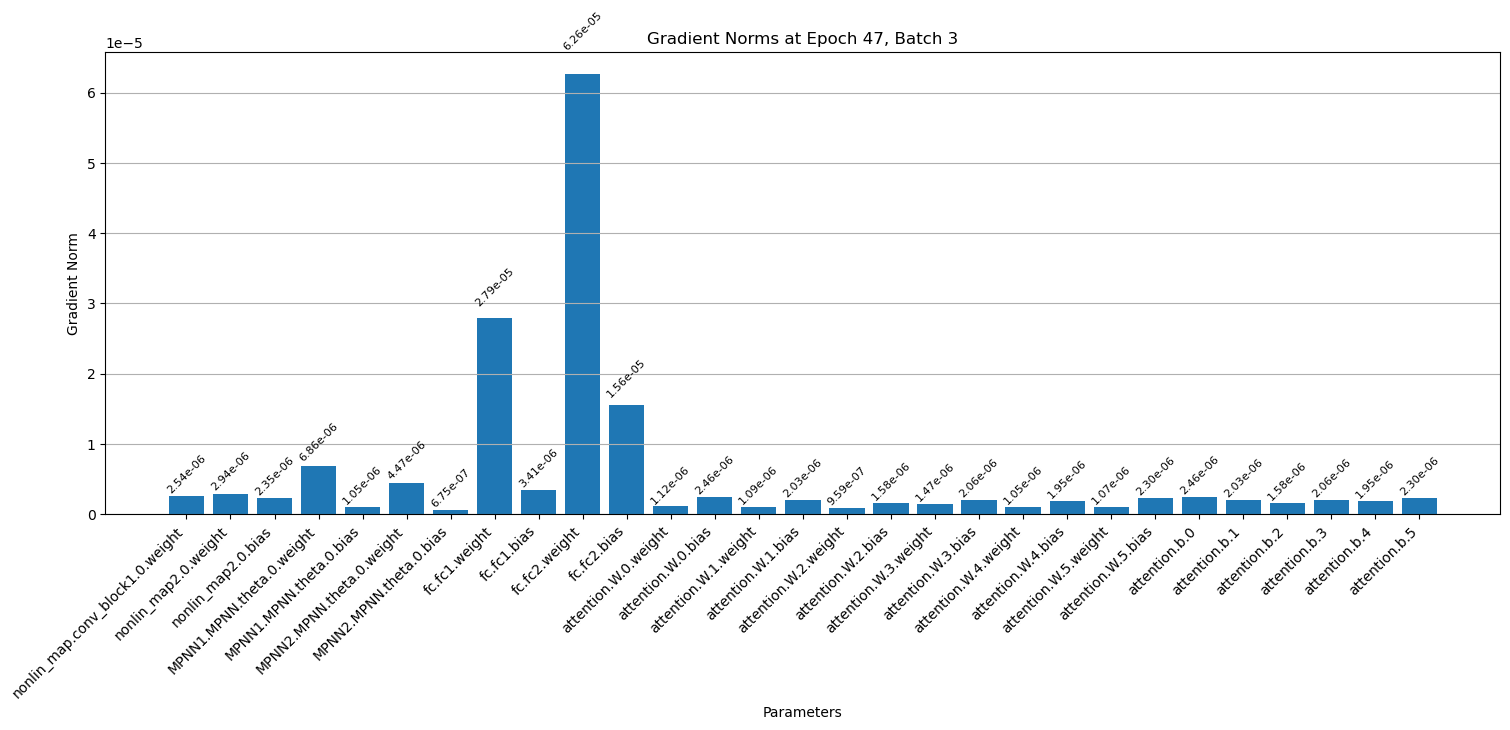 Gradient Norms at Epoch 47, Batch 3
1e−5
Gradient Norm
6
5
4
3
2
1
0
2.54e-06
2.94e-06
2.35e-06
6.86e-06
1.05e-06
4.47e-06
6.75e-07
2.79e-05
3.41e-06
6.26e-05
1.56e-05
1.12e-06
2.46e-06
1.09e-06
2.03e-06
9.59e-07
1.58e-06
1.47e-06
2.06e-06
1.05e-06
1.95e-06
1.07e-06
2.30e-06
2.46e-06
2.03e-06
1.58e-06
2.06e-06
1.95e-06
2.30e-06
nonlin_map.conv_block1.0.weight
nonlin_map2.0.weight
nonlin_map2.0.bias
MPNN1.MPNN.theta.0.weight
MPNN1.MPNN.theta.0.bias
MPNN2.MPNN.theta.0.weight
MPNN2.MPNN.theta.0.bias
fc.fc1.weight
fc.fc1.bias
fc.fc2.weight
fc.fc2.bias
attention.W.0.weight
attention.W.0.bias
attention.W.1.weight
attention.W.1.bias
attention.W.2.weight
attention.W.2.bias
attention.W.3.weight
attention.W.3.bias
attention.W.4.weight
attention.W.4.bias
attention.W.5.weight
attention.W.5.bias
attention.b.0
attention.b.1
attention.b.2
attention.b.3
attention.b.4
attention.b.5
Parameters